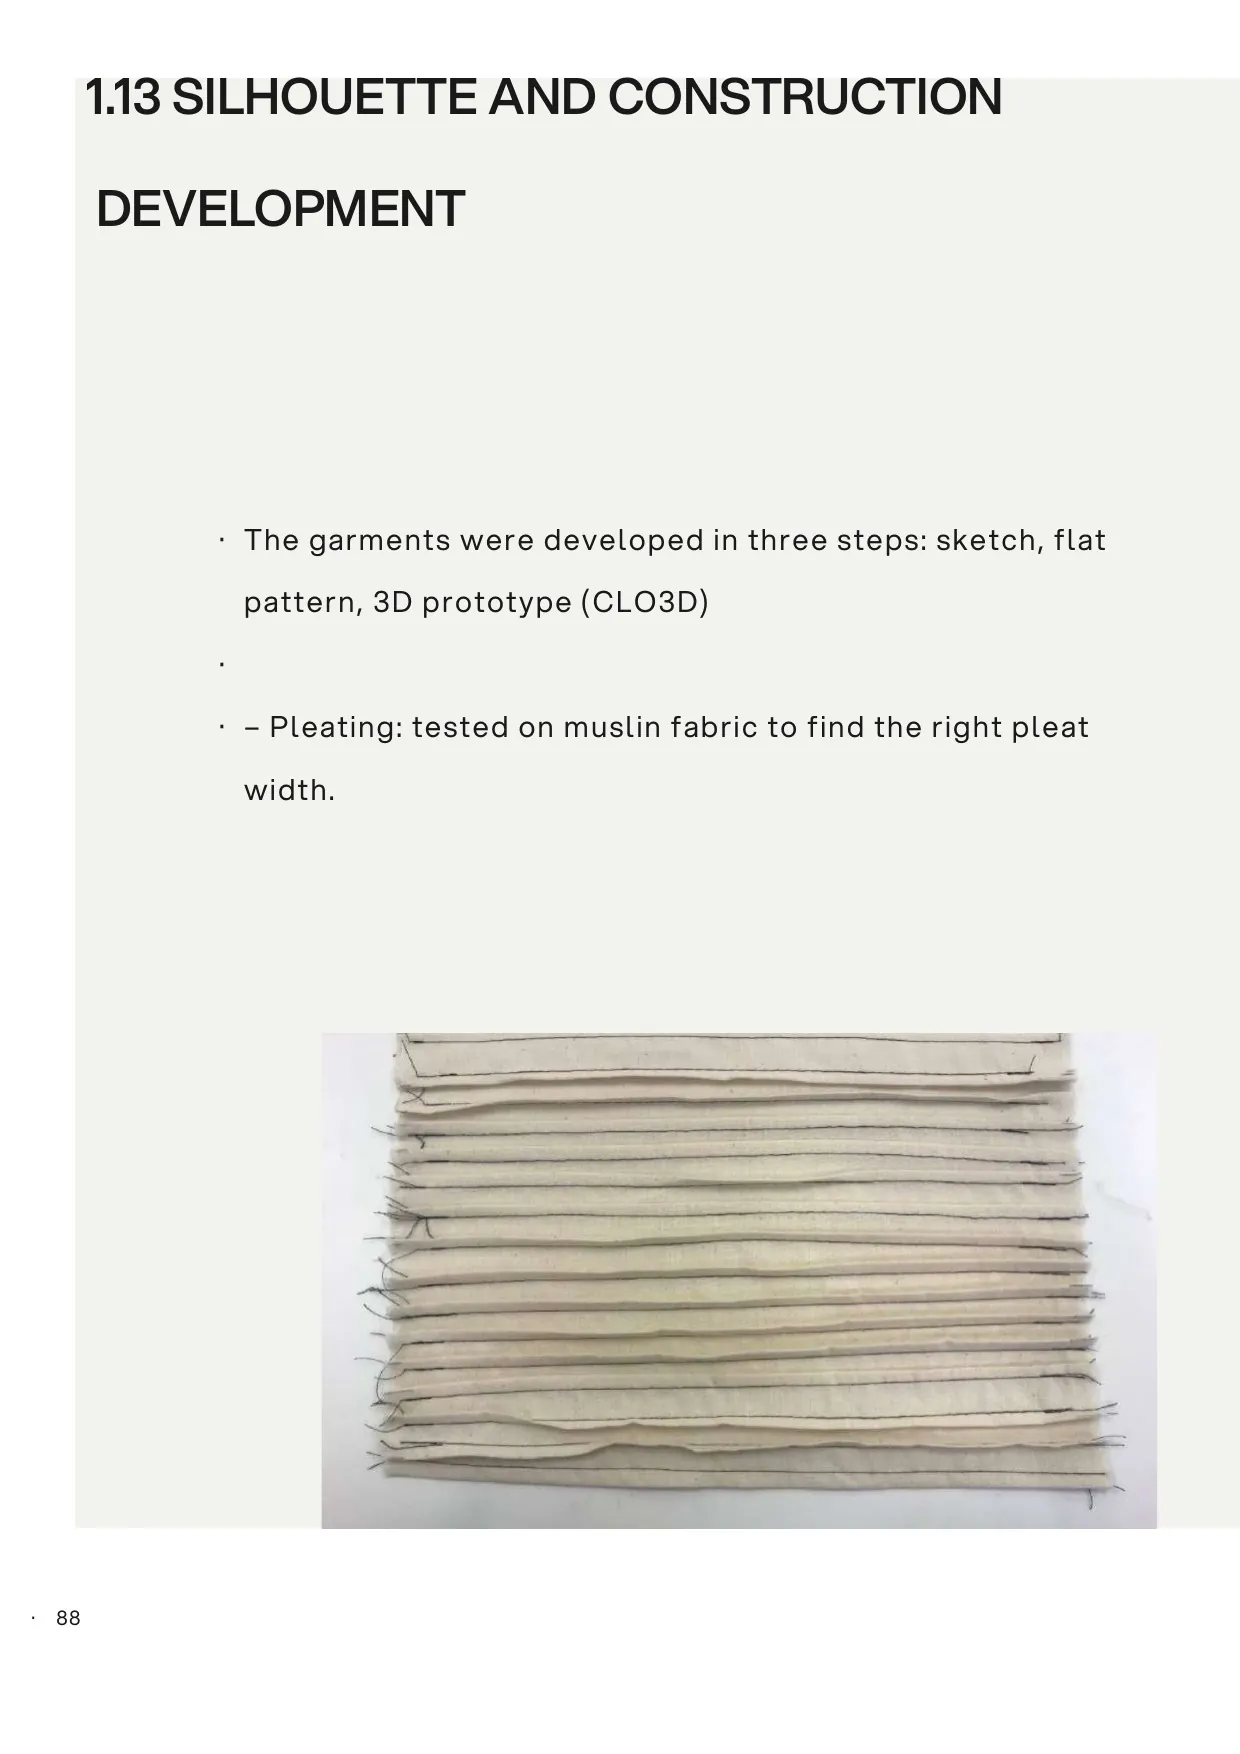 1.13 SILHOUETTE AND CONSTRUCTION
DEVELOPMENT
· The garments were developed in three steps: sketch, flat
pattern, 3D prototype (CLO3D)
·
· – Pleating: tested on muslin fabric to find the right pleat
width.
· 88